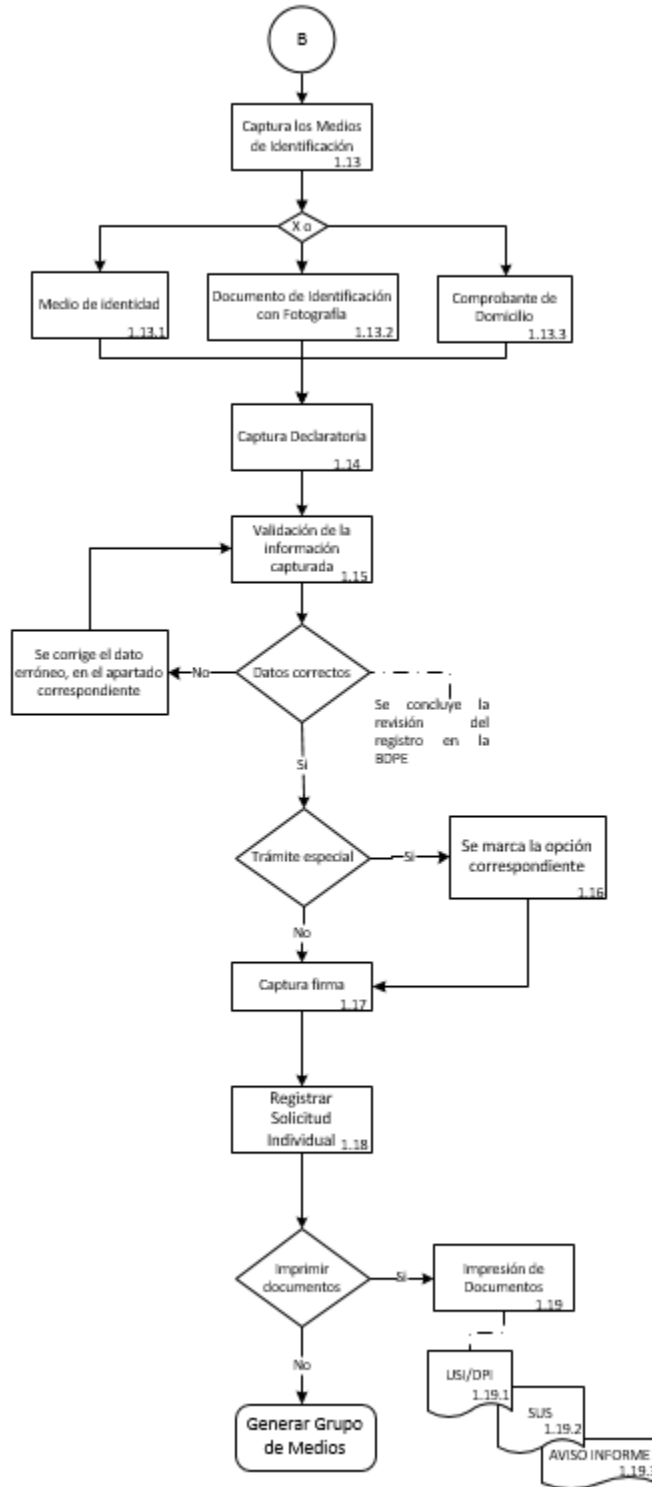 B
Captura los Medios
de Identificación
1.13
X o
Medio de identidad
1.13.1
Documento de Identificación
con Fotografía
1.13.2
Comprobante de
Domicilio
1.13.3
Captura Declaratoria
1.14
Validación de la
información
capturada
1.15
Se corrige el dato
erróneo, en el apartado
correspondiente
No
Datos correctos
Se concluye la
revisión del
registro en la
BDPE
Si
Trámite especial
Si
Se marca la opción
correspondiente
1.16
No
Captura firma
1.17
Registrar
Solicitud
Individual
1.18
Imprimir
documentos
Si
Impresión de
Documentos
1.19
No
USI/DPI
1.19.1
SUS
1.19.2
AVISO INFORME
1.19.3
Generar Grupo
de Medios